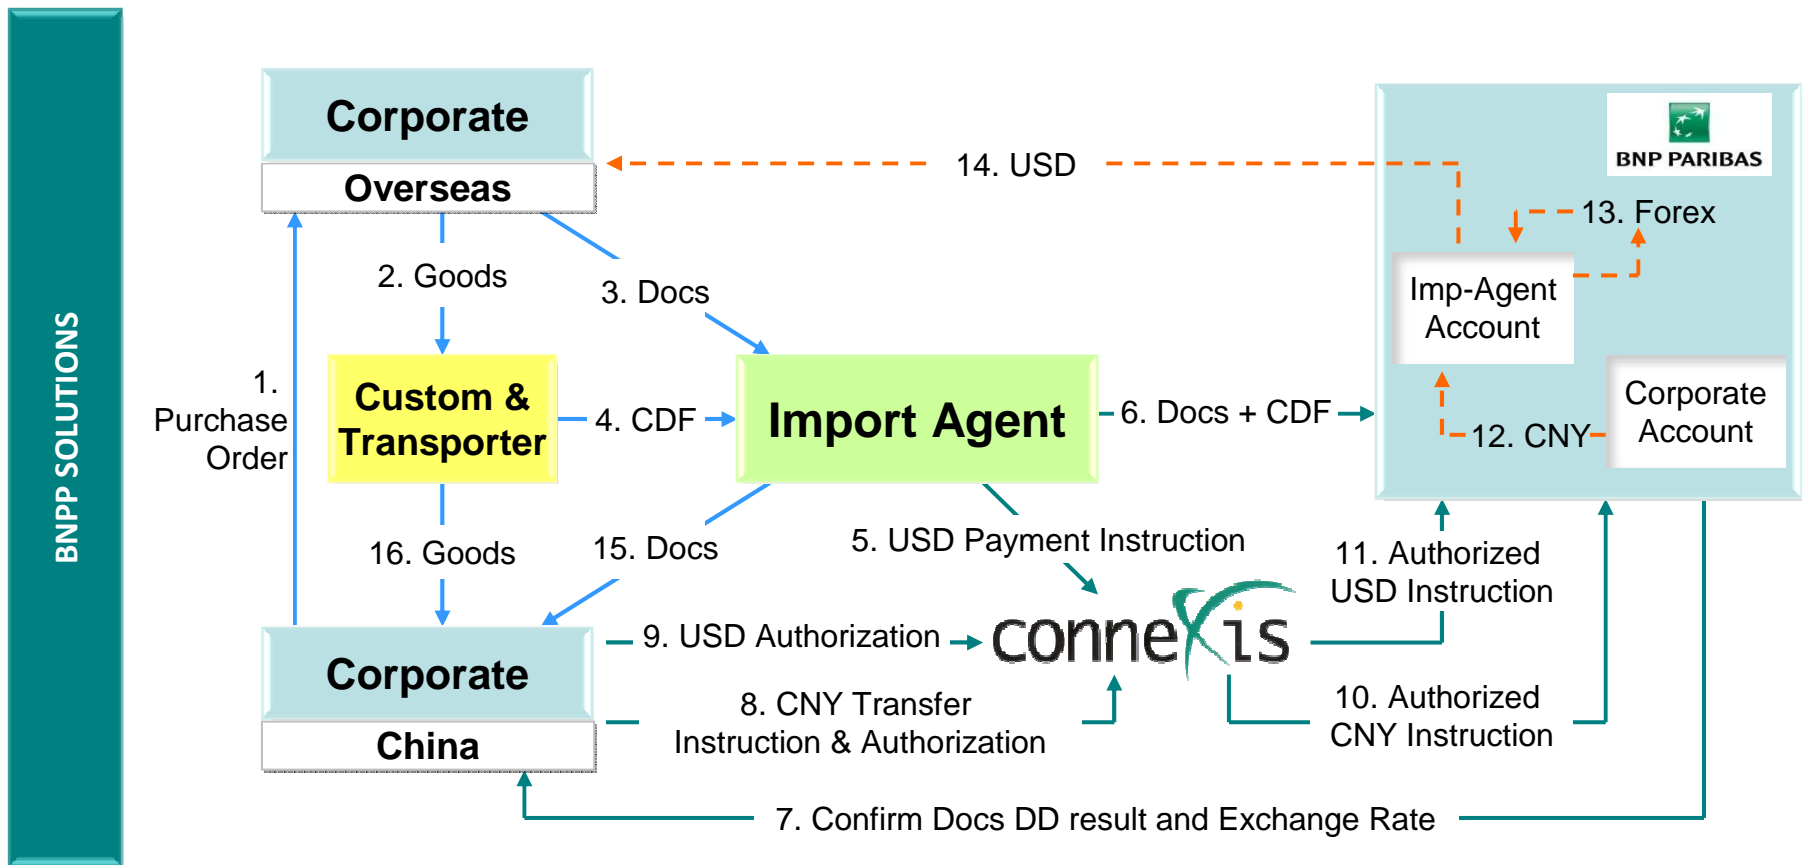 BNPP SOLUTIONS
Corporate
Overseas
BNP PARIBAS
14. USD
13. Forex
2. Goods
3. Docs
Imp-Agent
Account
1.
Purchase
Order
Custom &
Transporter
4. CDF
Import Agent
6. Docs + CDF
12. CNY
Corporate
Account
16. Goods
15. Docs
5. USD Payment Instruction
11. Authorized
USD Instruction
Corporate
China
9. USD Authorization
conneXis
8. CNY Transfer
Instruction & Authorization
10. Authorized
CNY Instruction
7. Confirm Docs DD result and Exchange Rate